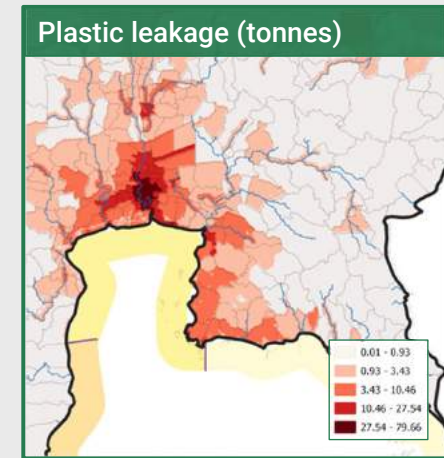 Plastic leakage (tonnes)
0.01 - 0.93
0.93 - 3.43
3.43 - 10.46
10.46 - 27.54
27.54 - 79.66